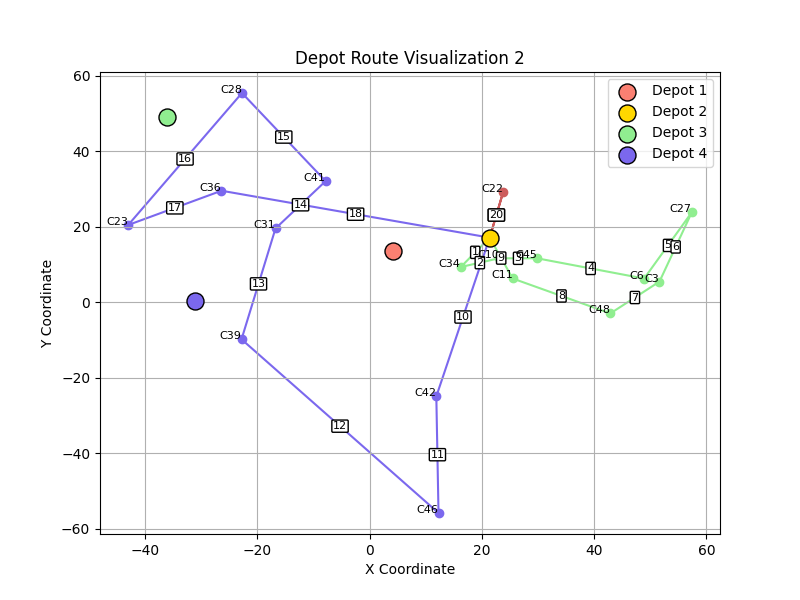 Depot Route Visualization 2
Depot 1
Depot 2
Depot 3
Depot 4
60
40
20
0
−20
−40
−60
−40
−20
0
20
40
60
X Coordinate
Y Coordinate
C28
15
16
C41
C36
17
14
18
C23
C31
13
C39
12
C46
11
C42
10
C22
20
C34
1
2
C10
9
3
C45
C11
4
C6
C3
5
6
C27
7
8
C48